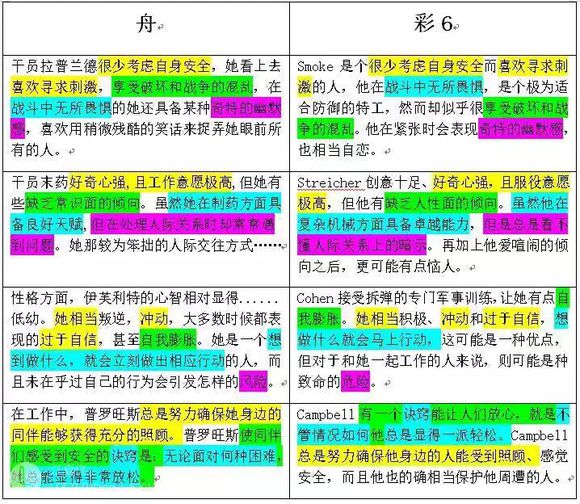 舟
彩 6
干员拉普兰德很少考虑自身安全，她看上去
喜欢寻求刺激，享受破坏和战争的混乱，在
战斗中无所畏惧的她还具备某种奇特的幽默
感，喜欢用稍微残酷的笑话来捉弄她眼前所
有的人。
Smoke 是个很少考虑自身安全而喜欢寻求刺
激的人，他在战斗中无所畏惧，是个极为适
合防御的特工，然而却似乎很享受破坏和战
争的混乱。他在紧张时会表现奇特的幽默感，
也相当自恋。
干员末药好奇心强，且工作意愿极高,但她有
些缺乏常识面的倾向。虽然她在制药方面具
备良好天赋,但在处理人际关系时却常常遇
到问题。她那较为笨拙的人际交往方式……
Streicher 创意十足、好奇心强，且服役意愿
极高，但他有缺乏人性面的倾向。虽然他在
复杂机械方面具备卓越能力，但是总是看不
懂人际关系上的暗示。再加上他爱嗑闹的
倾向之后，更可能有点恼人。
性格方面，伊芙利特的心智相对显得......
低幼。她相当叛逆，冲动，大多数时候都表
现的过于自信，甚至自我膨胀。她是一个想
到做什么，就会立刻做出相应行动的人，而
且未在乎过自己的行为会引发怎样的风险。
Cohen 接受拆弹的专门军事训练,让她有点自
我膨胀。她相当积极、冲动和过于自信，想
做什么就会马上行动，这可能是一种优点，
但对于和她一起工作的人来说，则可能是种
致命的危险。
在工作中，普罗旺斯总是努力确保她身边的
同伴能够获得充分的照顾。普罗旺斯使同伴
们感受到安全的诀窍是：无论面对何种困难，
她总能显得非常放松。
Campbell 有一个诀窍能让人们放心，就是不
管情况如何他总是显得一派轻松。Campbell
总是努力确保他身边的人能受到照顾、感觉
安全，而且他也的确相当保护他周遭的人。